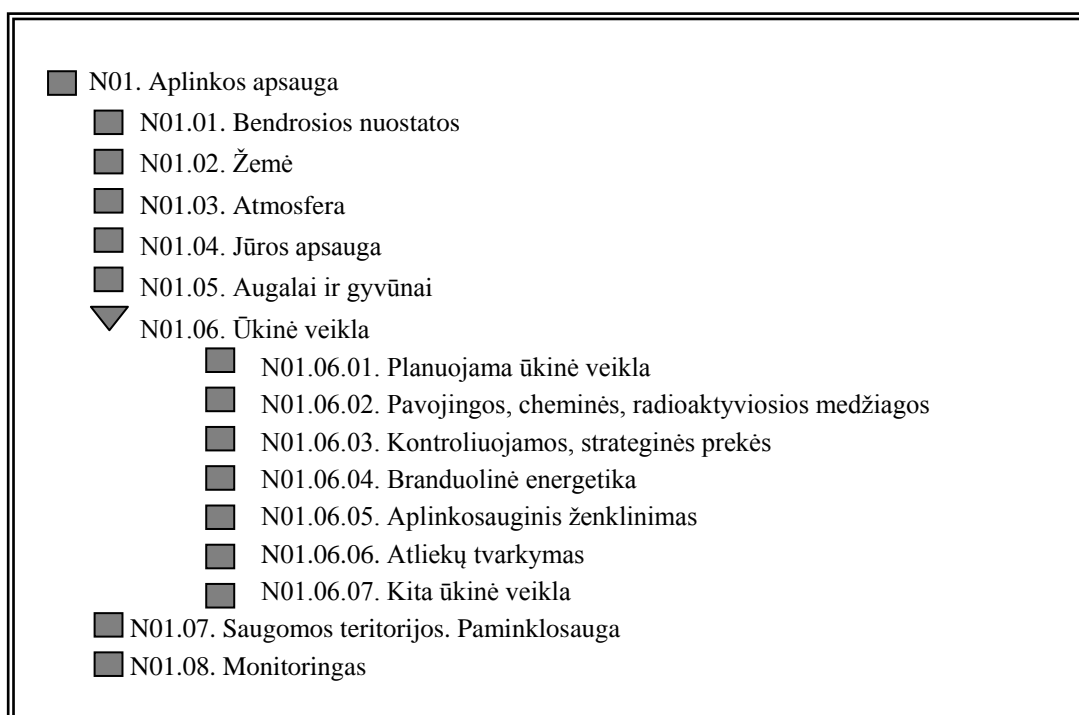 N01. Aplinkos apsauga
N01.01. Bendrosios nuostatos
N01.02. Žemė
N01.03. Atmosfera
N01.04. Jūros apsauga
N01.05. Augalai ir gyvūnai
N01.06. Ūkinė veikla
N01.06.01. Planuojama ūkinė veikla
N01.06.02. Pavojingos, cheminės, radioaktyviosios medžiagos
N01.06.03. Kontroliuojamos, strateginės prekės
N01.06.04. Branduolinė energetika
N01.06.05. Aplinkosauginis ženklinimas
N01.06.06. Atliekų tvarkymas
N01.06.07. Kita ūkinė veikla
N01.07. Saugomos teritorijos. Paminklosauga
N01.08. Monitoringas